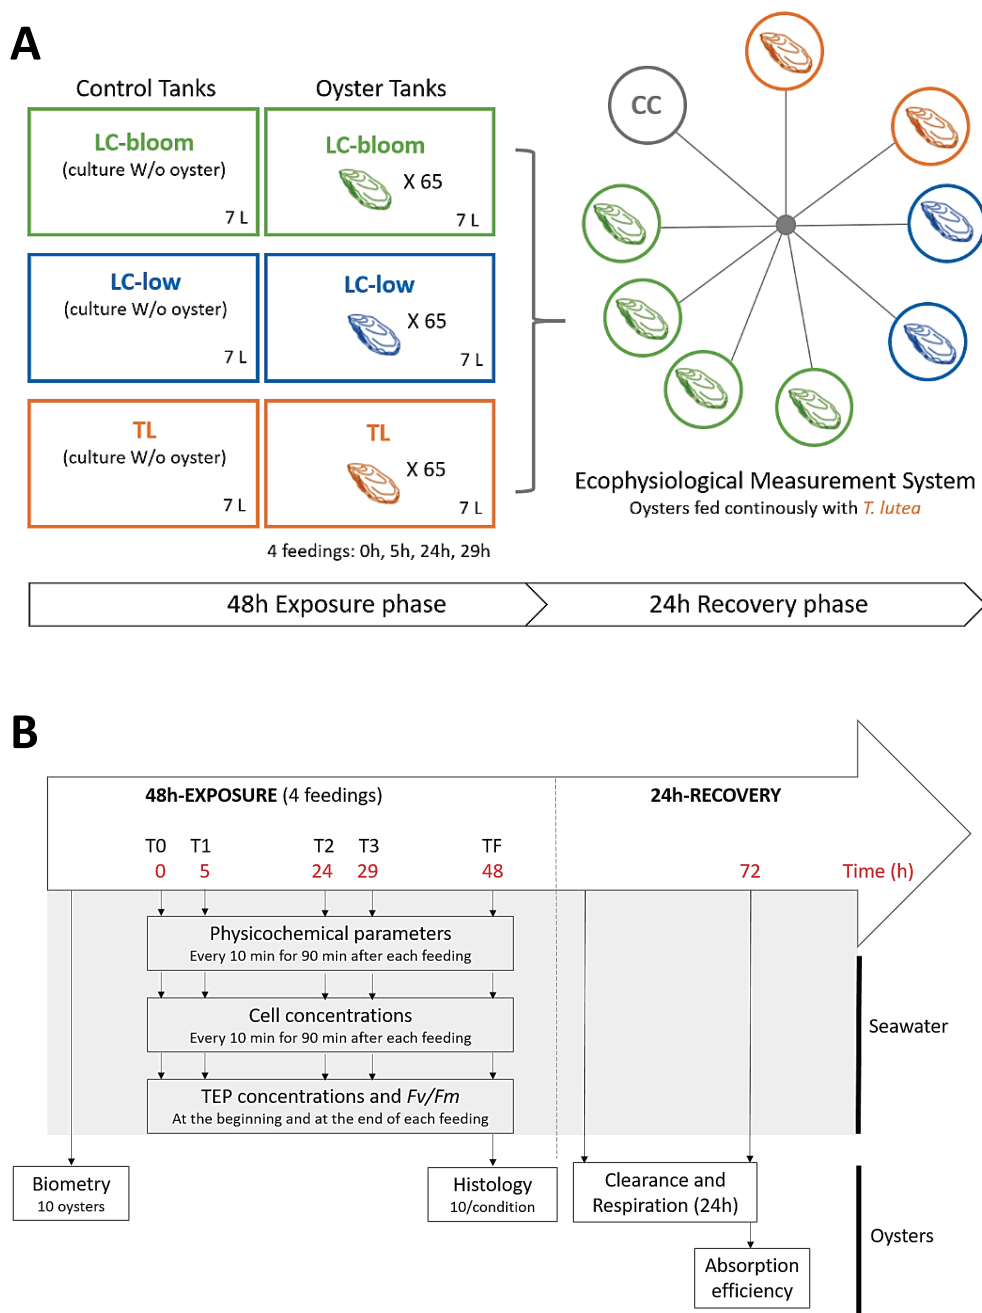 A
Control Tanks
Oyster Tanks
LC-bloom
(culture W/o oyster)
7 L
LC-bloom
X 65
7 L
LC-low
(culture W/o oyster)
7 L
LC-low
X 65
7 L
TL
(culture W/o oyster)
7 L
TL
X 65
7 L
4 feedings: 0h, 5h, 24h, 29h
CC
Ecophysiological Measurement System
Oysters fed continously with T. lutea
48h Exposure phase
24h Recovery phase
B
48h-EXPOSURE (4 feedings)
24h-RECOVERY
T0 T1 T2 T3 TF
0 5 24 29 48 72 Time (h)
Physicochemical parameters
Every 10 min for 90 min after each feeding
Cell concentrations
Every 10 min for 90 min after each feeding
TEP concentrations and Fv/Fm
At the beginning and at the end of each feeding
Seawater
Biometry
10 oysters
Histology
10/condition
Clearance and
Respiration (24h)
Absorption
efficiency
Oysters